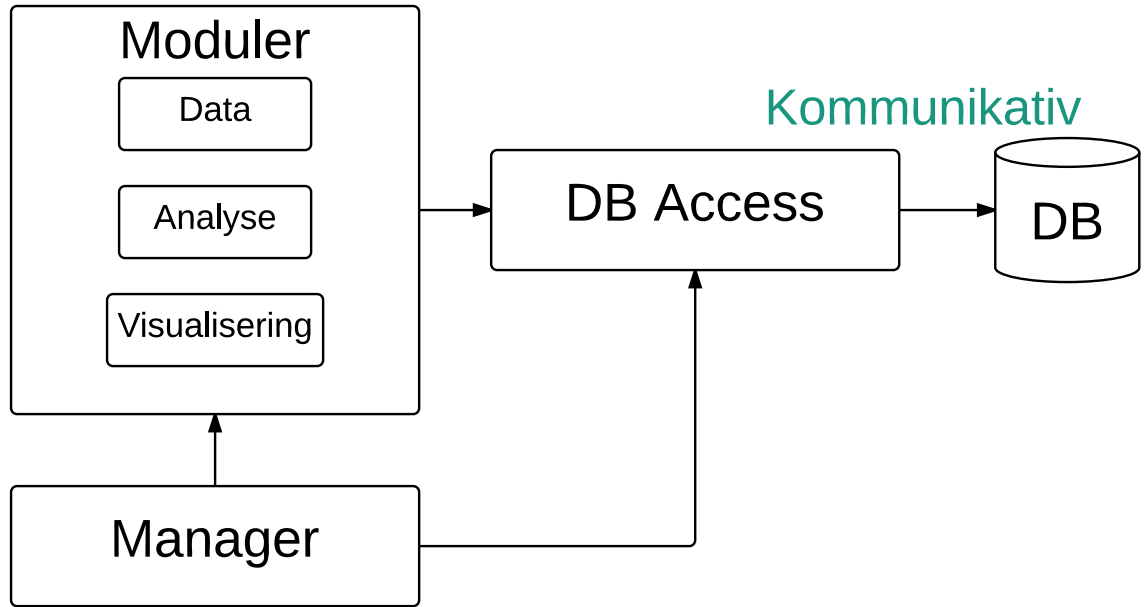 Moduler
Data
Analyse
Visualisering
Manager
DB Access
Kommunikativ
DB